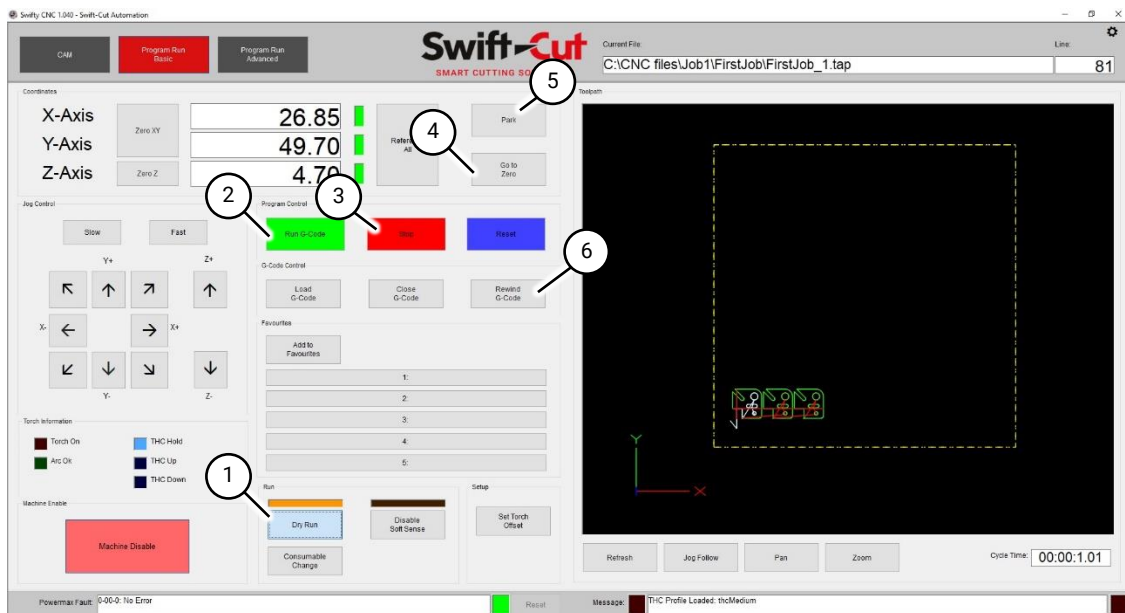 Swifty CNC 1.040 - Swift-Cut Automation
CAM
Program Run
Basic
Program Run
Advanced
Swift-Cut
Current File:
C:\CNC files\Job1\FirstJob\FirstJob_1.tap
Line:
81
Coordinates
X-Axis
Y-Axis
Z-Axis
Zero XY
Zero Z
26.85
49.70
4.70
All
Park
Go to
Zero
5
4
Toolpath
Jog Control
Slow
Fast
Y+
Z+
X-
X+
Y-
Z-
2
3
Program Control
Run G-Code
Stop
Reset
6
G-Code Control
Load
G-Code
Close
G-Code
Rewind
G-Code
Favourites
Add to
Favourites
1:
2:
3:
4:
5:
Torch Information
Torch On
Arc Ok
THC Hold
THC Up
THC Down
Machine Enable
Machine Disable
1
Run
Dry Run
Disable
Soft Sense
Consumable
Change
Setup
Set Torch
Offset
Y
X
Refresh
Jog Follow
Pan
Zoom
Cycle Time:
00:00:1.01
Powermax Fault:
0-00-0: No Error
Reset
Message:
THC Profile Loaded: thcMedium